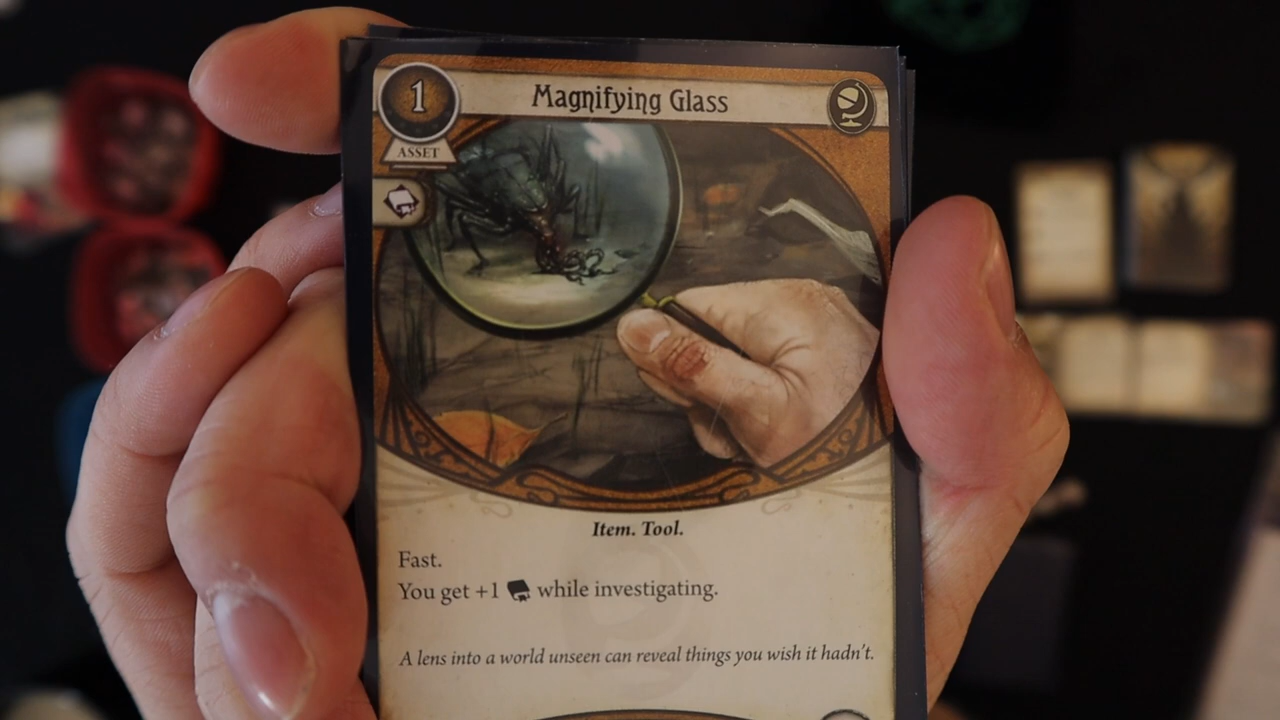 1
Magnifying Glass
ASSET
Item. Tool.
Fast.
You get +1 while investigating.
A lens into a world unseen can reveal things you wish it hadn't.